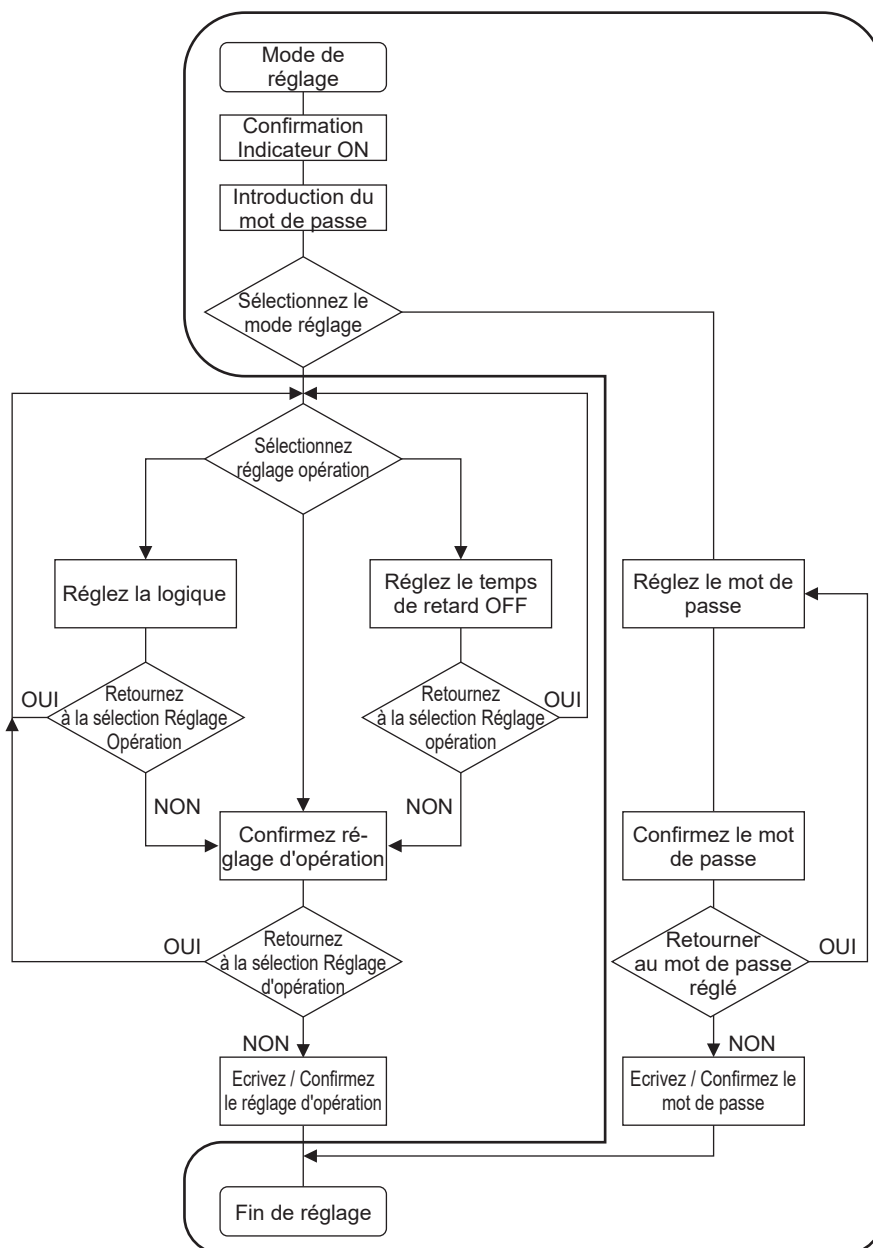 Mode de
réglage
Confirmation
Indicateur ON
Introduction du
mot de passe
Sélectionnez le
mode réglage
Sélectionnez
réglage opération
Réglez la logique
Réglez le temps
de retard OFF
Réglez le mot de
passe
OUI
Retournez
à la sélection Réglage
Opération
Retournez
à la sélection Réglage
opération
OUI
NON
NON
Confirmez ré-
glage d'opération
Confirmez le mot
de passe
OUI
Retournez
à la sélection Réglage
d'opération
Retourner
au mot de passe
réglé
OUI
NON
NON
Ecrivez / Confirmez
le réglage d'opération
Ecrivez / Confirmez le
mot de passe
Fin de réglage